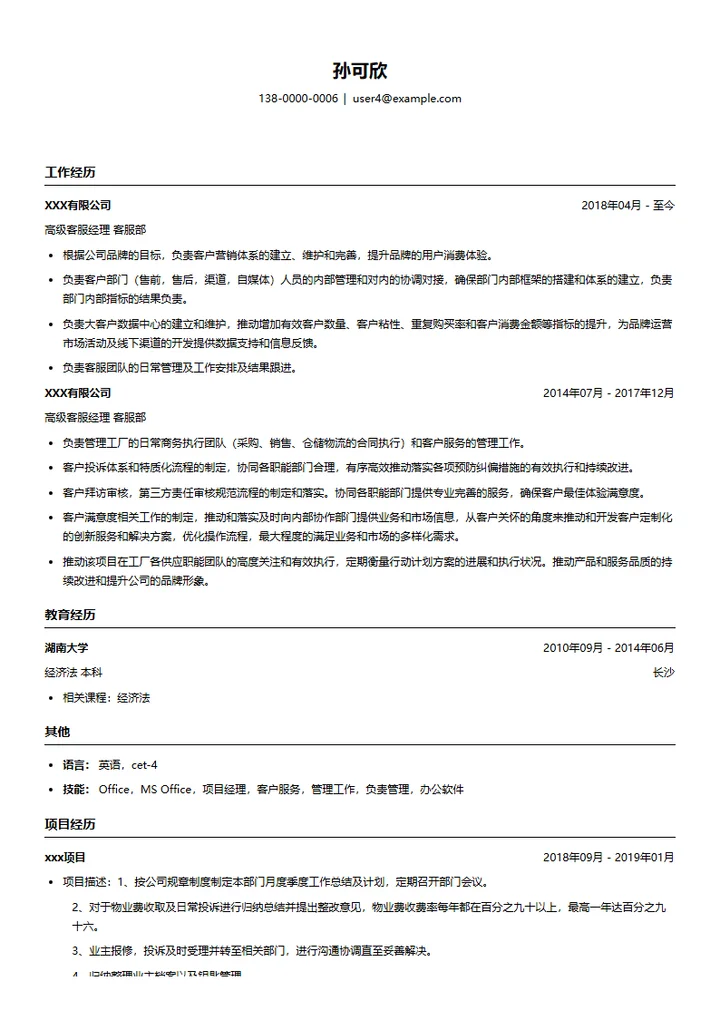 孙可欣
138-0000-0006 | user4@example.com
工作经历
XXX有限公司 2018年04月 - 至今
高级客服经理 客服部
• 根据公司品牌的目标，负责客户营销体系的建立、维护和完善，提升品牌的用户消费体验。
• 负责客户部门（售前，售后，渠道，自媒体）人员的内部管理和对内的协调对接，确保部门内部框架的搭建和体系的建立，负责
部门内部指标的结果负责。
• 负责大客户数据中心的建立和维护，推动增加有效客户数量、客户粘性、重复购买率和客户消费金额等指标的提升，为品牌运营
市场活动及线下渠道的开发提供数据支持和信息反馈。
• 负责客服团队的日常管理及工作安排及结果跟进。
XXX有限公司 2014年07月 - 2017年12月
高级客服经理 客服部
• 负责管理工厂的日常商务执行团队（采购、销售、仓储物流的合同执行）和客户服务的管理工作。
• 客户投诉体系和特质化流程的制定，协同各职能部门合理，有序高效推动落实各项预防纠偏措施的有效执行和持续改进。
• 客户拜访审核，第三方责任审核规范流程的制定和落实。协同各职能部门提供专业完善的服务，确保客户最佳体验满意度。
• 客户满意度相关工作的制定，推动和落实及时向内部协作部门提供业务和市场信息，从客户关怀的角度来推动和开发客户定制化
的创新服务和解决方案，优化操作流程，最大程度的满足业务和市场的多样化需求。
• 推动该项目在工厂各供应职能团队的高度关注和有效执行，定期衡量行动计划方案的进展和执行状况。推动产品和服务品质的持
续改进和提升公司的品牌形象。
教育经历
湖南大学 2010年09月 - 2014年06月
经济法 本科 长沙
• 相关课程：经济法
其他
• 语言： 英语，cet-4
• 技能： Office，MS Office，项目经理，客户服务，管理工作，负责管理，办公软件
项目经历
xxx项目 2018年09月 - 2019年01月
• 项目描述：1、按公司规章制度制定本部门月度季度工作总结及计划，定期召开部门会议。
2、对于物业费收取及日常投诉进行归纳总结并提出整改意见，物业费收费率每年都在百分之九十以上，最高一年达百分之九
十六。
3、业主报修，投诉及时受理并转至相关部门，进行沟通协调直至妥善解决。
4、归纳整理业主档案以及钥匙管理